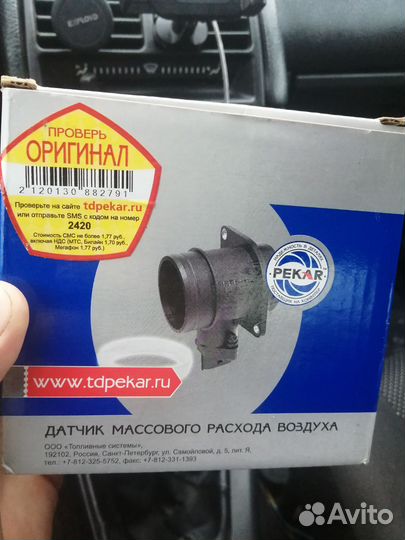 ПРОВЕРЬ
ОРИГИНАЛ
2 120130 882791
Проверьте на сайте tdpekar.ru
или отправьте SMS с кодом на номер
2420
Стоимость СМС не более 1,77 руб.,
включая НДС (МТС, Билайн 1,70 руб.,
Мегафон 1,77 руб.)
PEKAR
www.tdpekar.ru
ДАТЧИК МАССОВОГО РАСХОДА ВОЗДУХА
ООО «Топливные системы»,
192102, Россия, Санкт-Петербург, ул. Самойловой, д. 5, лит. Я,
тел.: +7-812-325-5752, факс: +7-812-331-1393
Avito